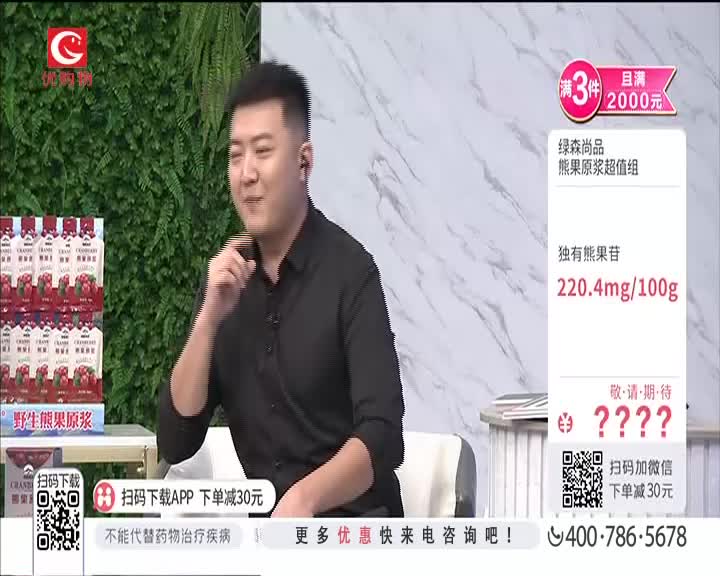 优购物
满3件
且满
2000元
绿森尚品
熊果原浆超值组
独有熊果苷
220.4mg/100g
敬·请·期·待
¥ ????
扫码加微信
下单减30元
CRANBERRY
野生熊果原浆
扫码下载
扫码下载APP 下单减30元
不能代替药物治疗疾病
更多优惠快来电咨询吧！
400-786-5678